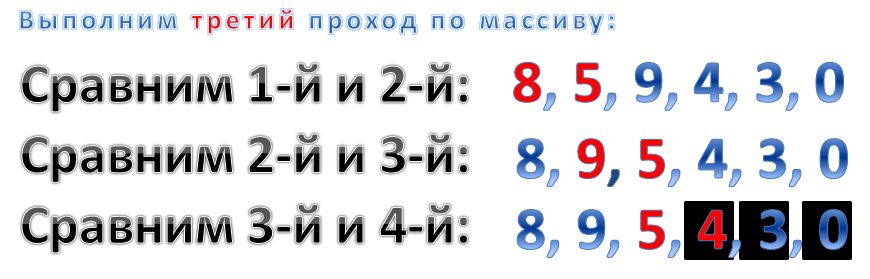 Выполним третий проход по массиву:
Сравним 1-й и 2-й: 8, 5, 9, 4, 3, 0
Сравним 2-й и 3-й: 8, 9, 5, 4, 3, 0
Сравним 3-й и 4-й: 8, 9, 5, 4, 3, 0